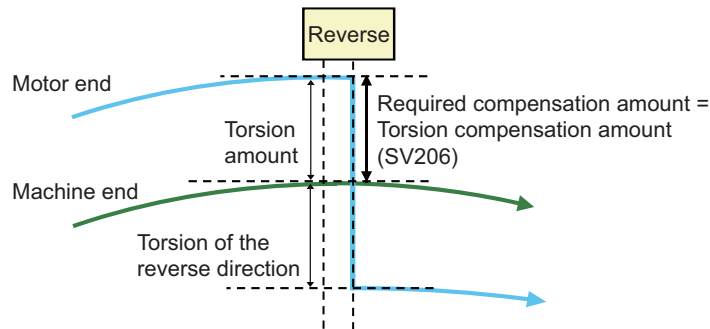 Reverse
Motor end
Torsion
amount
Required compensation amount =
Torsion compensation amount
(SV206)
Machine end
Torsion of the
reverse direction